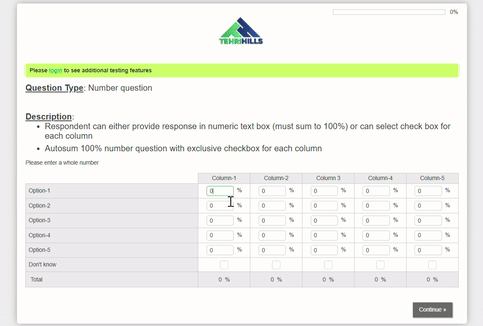 0%
TEHRIHILLS
Please login to see additional testing features
Question Type: Number question
Description:
• Respondent can either provide response in numeric text box (must sum to 100%) or can select check box for
each column
• Autosum 100% number question with exclusive checkbox for each column
Please enter a whole number
Column-1 Column-2 Column 3 Column-4 Column-5
Option-1 0 % 0 % 0 % 0 % 0 %
Option-2 0 % 0 % 0 % 0 % 0 %
Option-3 0 % 0 % 0 % 0 % 0 %
Option-4 0 % 0 % 0 % 0 % 0 %
Option-5 0 % 0 % 0 % 0 % 0 %
Don't know
Total 0 % 0 % 0 % 0 % 0 %
Continue »